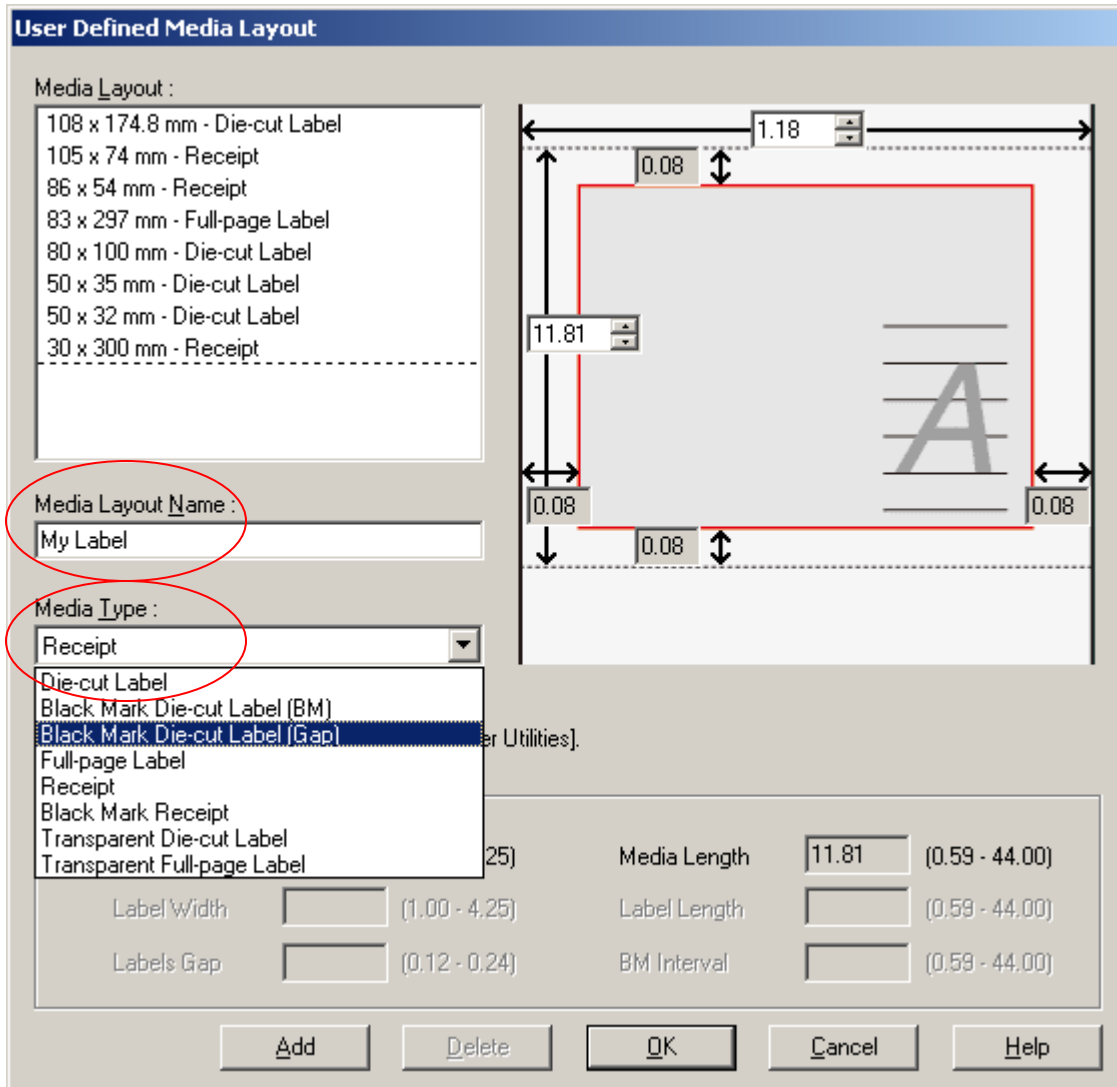 User Defined Media Layout
Media Layout :
108 x 174.8 mm - Die-cut Label
105 x 74 mm - Receipt
86 x 54 mm - Receipt
83 x 297 mm - Full-page Label
80 x 100 mm - Die-cut Label
50 x 35 mm - Die-cut Label
50 x 32 mm - Die-cut Label
30 x 300 mm - Receipt
1.18
0.08
11.81
A
0.08
0.08
0.08
Media Layout Name :
My Label
Media Type :
Receipt
Die-cut Label
Black Mark Die-cut Label (BM)
Black Mark Die-cut Label (Gap)
Full-page Label
Receipt
Black Mark Receipt
Transparent Die-cut Label
Transparent Full-page Label
er Utilities].
25) Media Length 11.81 (0.59 - 44.00)
Label Width (1.00 - 4.25) Label Length (0.59 - 44.00)
Labels Gap (0.12 - 0.24) BM Interval (0.59 - 44.00)
Add Delete OK Cancel Help